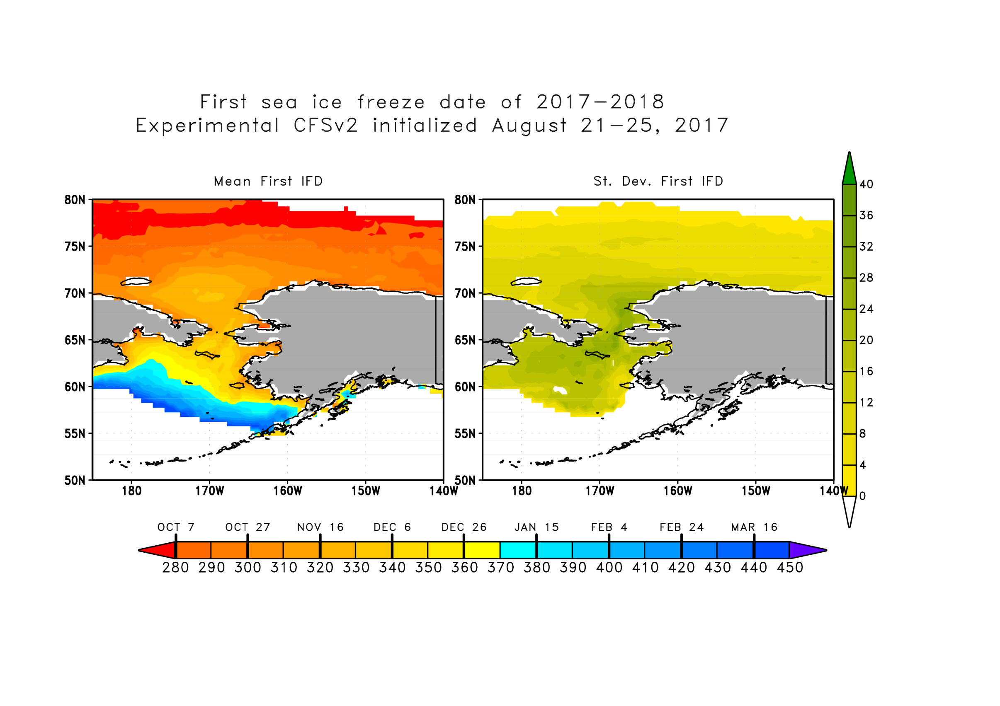 First sea ice freeze date of 2017-2018
Experimental CFSv2 initialized August 21-25, 2017
Mean First IFD
St. Dev. First IFD
80N
75N
70N
65N
60N
55N
50N
180
170W
160W
150W
140W
80N
75N
70N
65N
60N
55N
50N
180
170W
160W
150W
140W
40
36
32
28
24
20
16
12
8
4
0
OCT 7 OCT 27 NOV 16 DEC 6 DEC 26 JAN 15 FEB 4 FEB 24 MAR 16
280 290 300 310 320 330 340 350 360 370 380 390 400 410 420 430 440 450